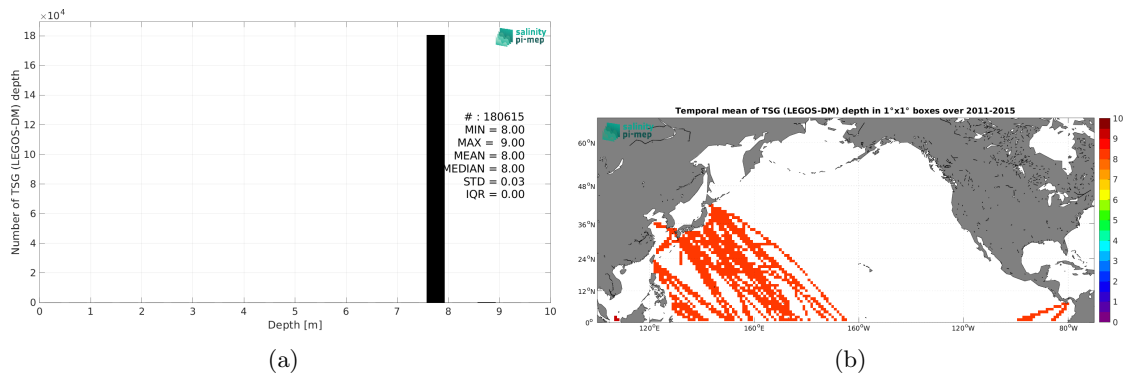 ×10⁴
18
16
14
12
10
8
6
4
2
0
Number of TSG (LEGOS-DM) depth
0 1 2 3 4 5 6 7 8 9 10
Depth [m]
salinity
pi-mep
# : 180615
MIN = 8.00
MAX = 9.00
MEAN = 8.00
MEDIAN = 8.00
STD = 0.03
IQR = 0.00
(a)
Temporal mean of TSG (LEGOS-DM) depth in 1°x1° boxes over 2011-2015
salinity
pi-mep
60°N
48°N
36°N
24°N
12°N
0°
120°E 160°E 160°W 120°W 80°W
10
9
8
7
6
5
4
3
2
1
0
(b)